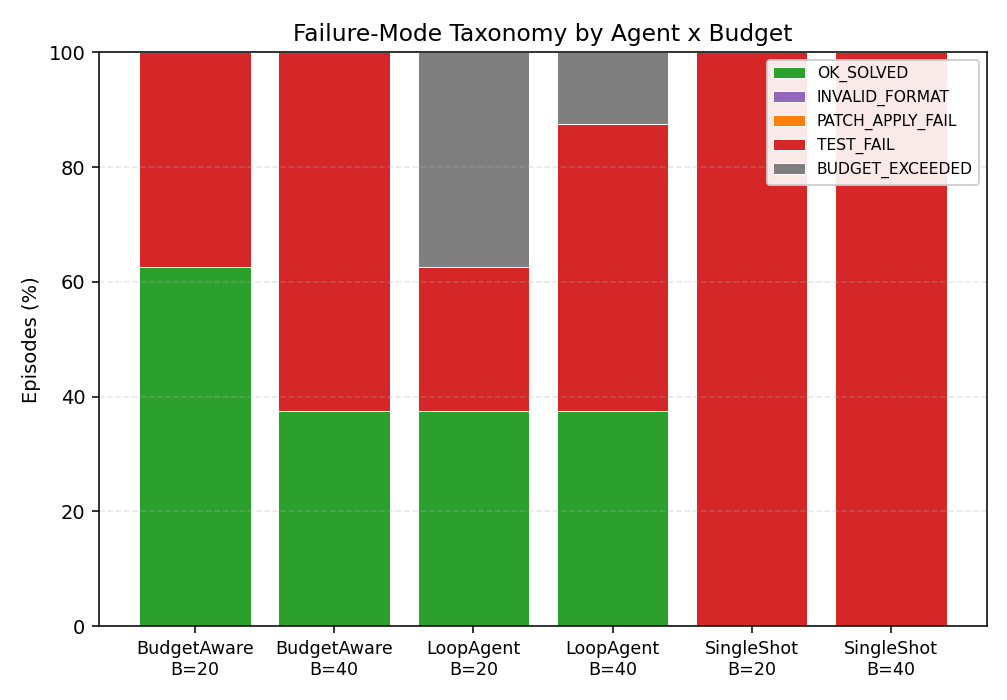 Failure-Mode Taxonomy by Agent x Budget
100
80
60
40
20
0
Episodes (%)
OK_SOLVED
INVALID_FORMAT
PATCH_APPLY_FAIL
TEST_FAIL
BUDGET_EXCEEDED
BudgetAware
B=20
BudgetAware
B=40
LoopAgent
B=20
LoopAgent
B=40
SingleShot
B=20
SingleShot
B=40